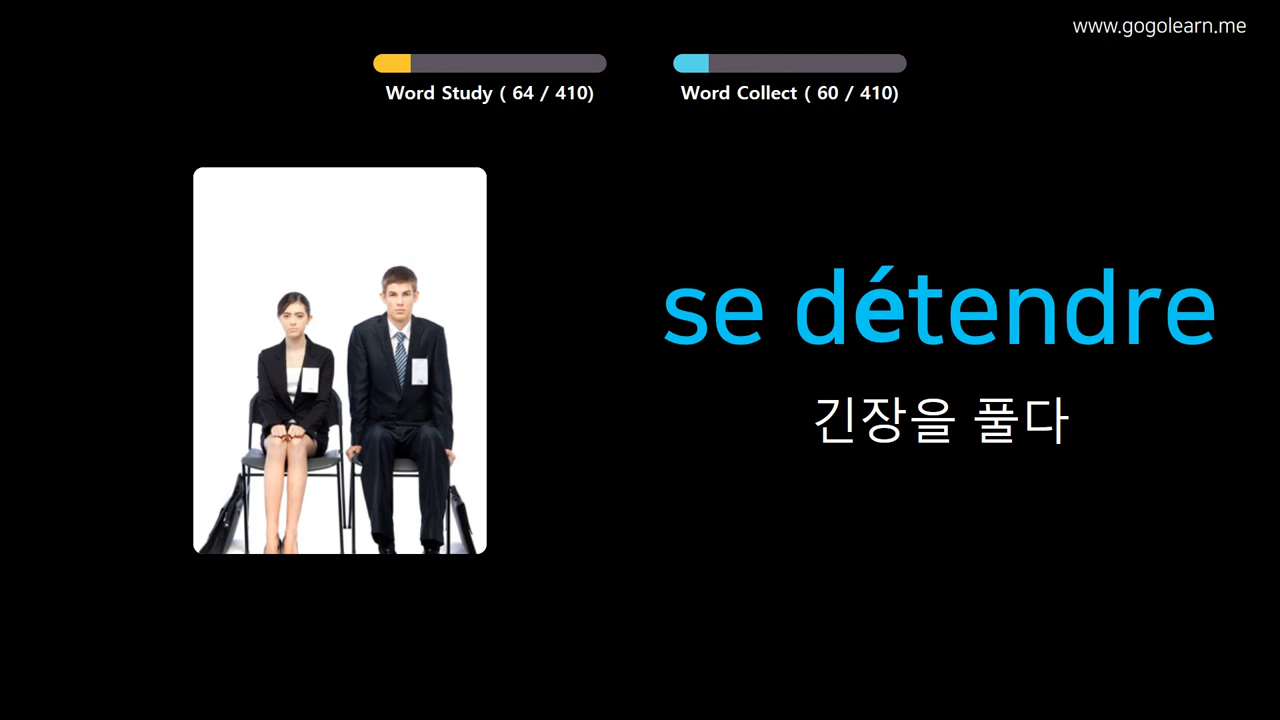 www.gogolearn.me
Word Study ( 64 / 410)
Word Collect ( 60 / 410)
se détendre
긴장을 풀다